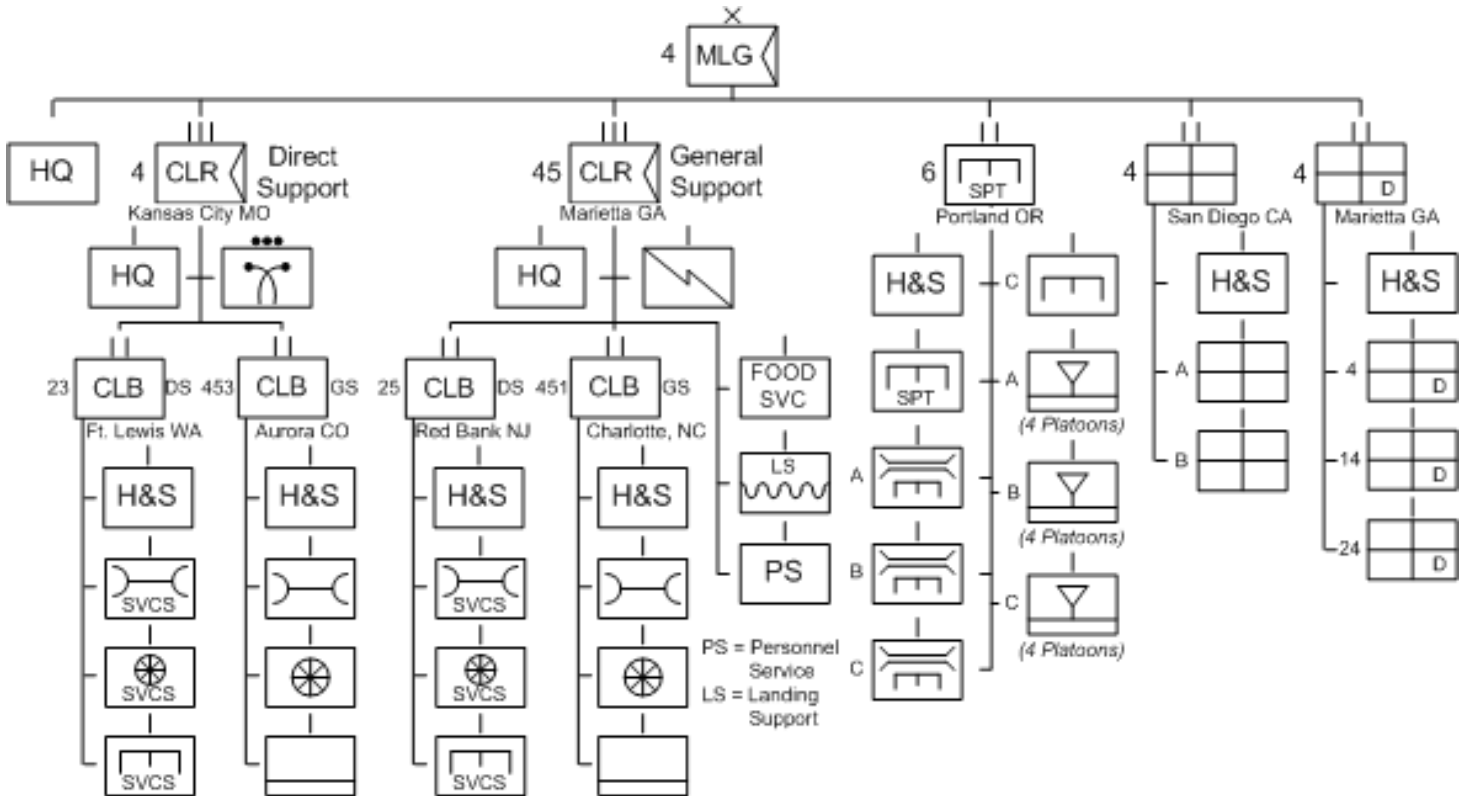 4 MLG
HQ
4 CLR Direct
Support
Kansas City MO
45 CLR General
Support
Marietta GA
6 SPT
Portland OR
4
San Diego CA
4 D
Marietta GA
HQ
HQ
23 CLB DS
Ft. Lewis WA
453 CLB GS
Aurora CO
25 CLB DS
Red Bank NJ
451 CLB GS
Charlotte, NC
H&S
SVCS
SVCS
SVCS
H&S
H&S
SVCS
SVCS
SVCS
H&S
FOOD
SVC
LS
PS
PS = Personnel
Service
LS = Landing
Support
H&S
SPT
A
B
C
C
A
(4 Platoons)
B
(4 Platoons)
C
(4 Platoons)
H&S
A
B
H&S
4 D
14 D
24 D